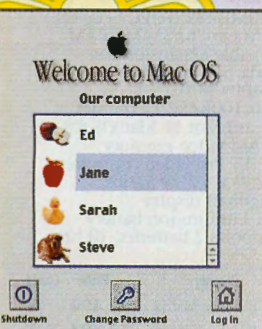 Welcome to Mac OS
Our computer
Ed
Jane
Sarah
Steve
Shutdown
Change Password
Log In